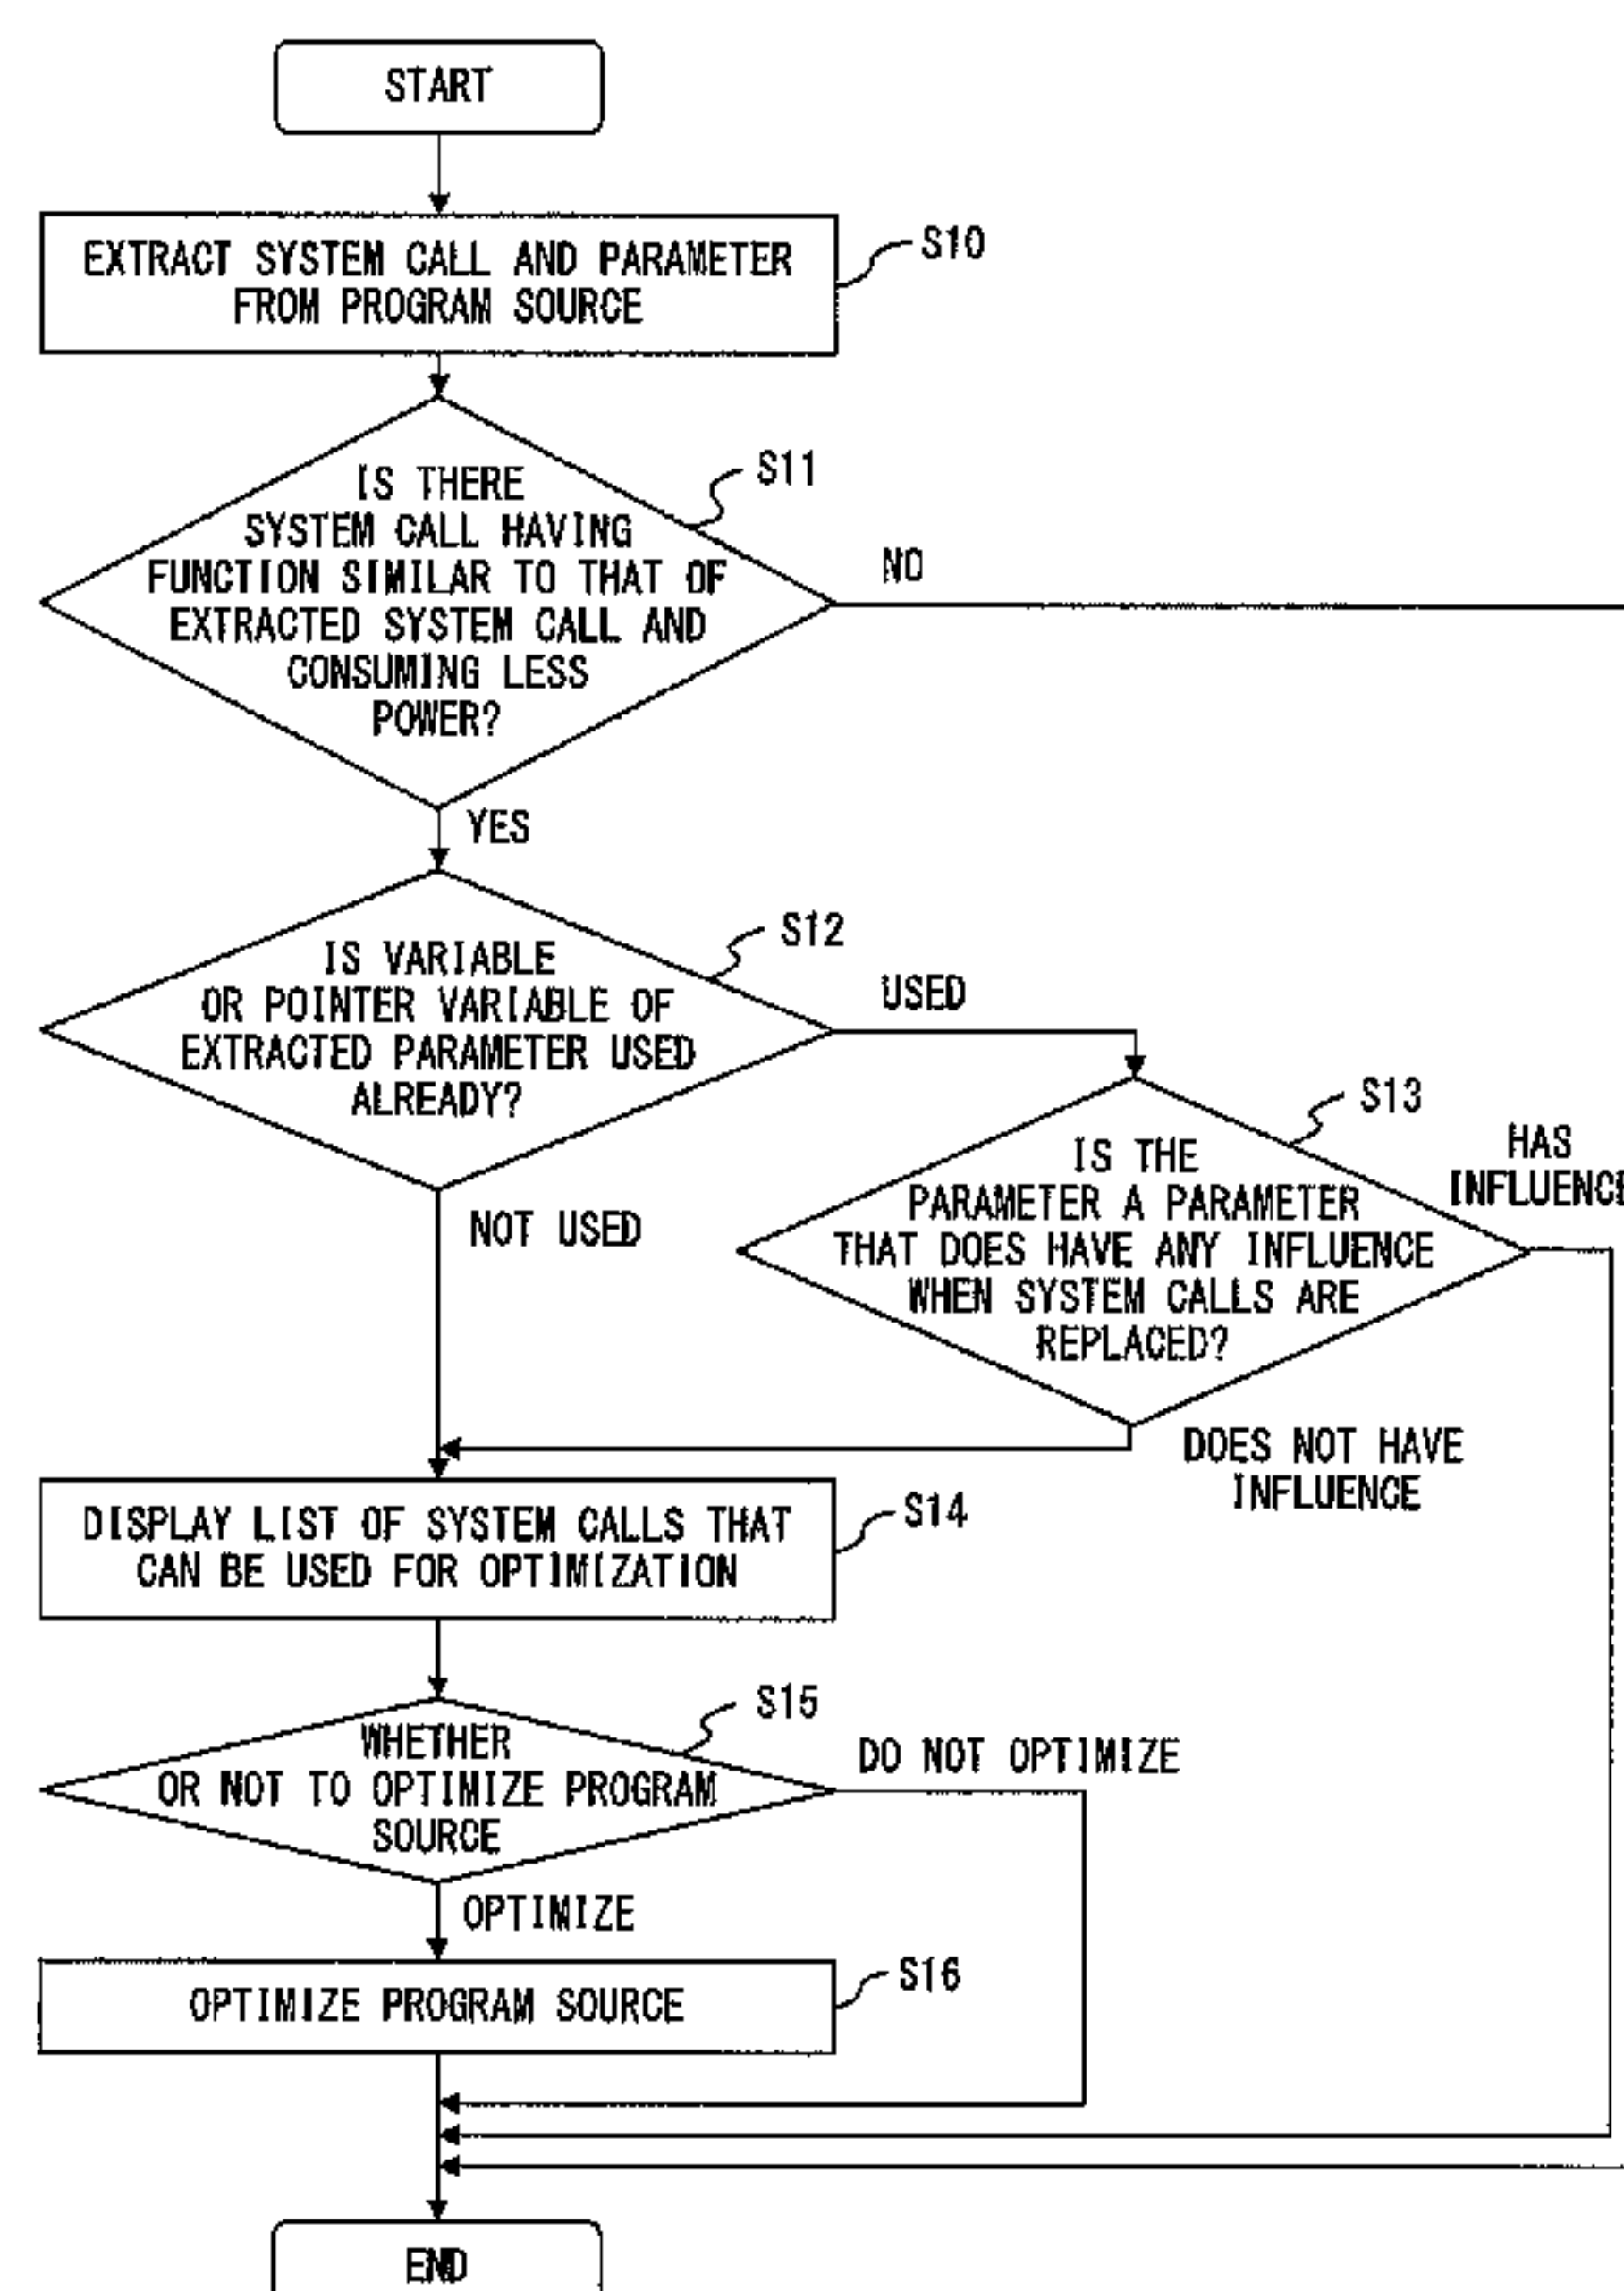 START
EXTRACT SYSTEM CALL AND PARAMETER
FROM PROGRAM SOURCE
S10
IS THERE
SYSTEM CALL HAVING
FUNCTION SIMILAR TO THAT OF
EXTRACTED SYSTEM CALL AND
CONSUMING LESS
POWER?
S11
NO
YES
IS VARIABLE
OR POINTER VARIABLE OF
EXTRACTED PARAMETER USED
ALREADY?
S12
USED
NOT USED
IS THE
PARAMETER A PARAMETER
THAT DOES HAVE ANY INFLUENCE
WHEN SYSTEM CALLS ARE
REPLACED?
S13
HAS
INFLUENCE
DOES NOT HAVE
INFLUENCE
DISPLAY LIST OF SYSTEM CALLS THAT
CAN BE USED FOR OPTIMIZATION
S14
WHETHER
OR NOT TO OPTIMIZE PROGRAM
SOURCE
S15
DO NOT OPTIMIZE
OPTIMIZE
OPTIMIZE PROGRAM SOURCE
S16
END